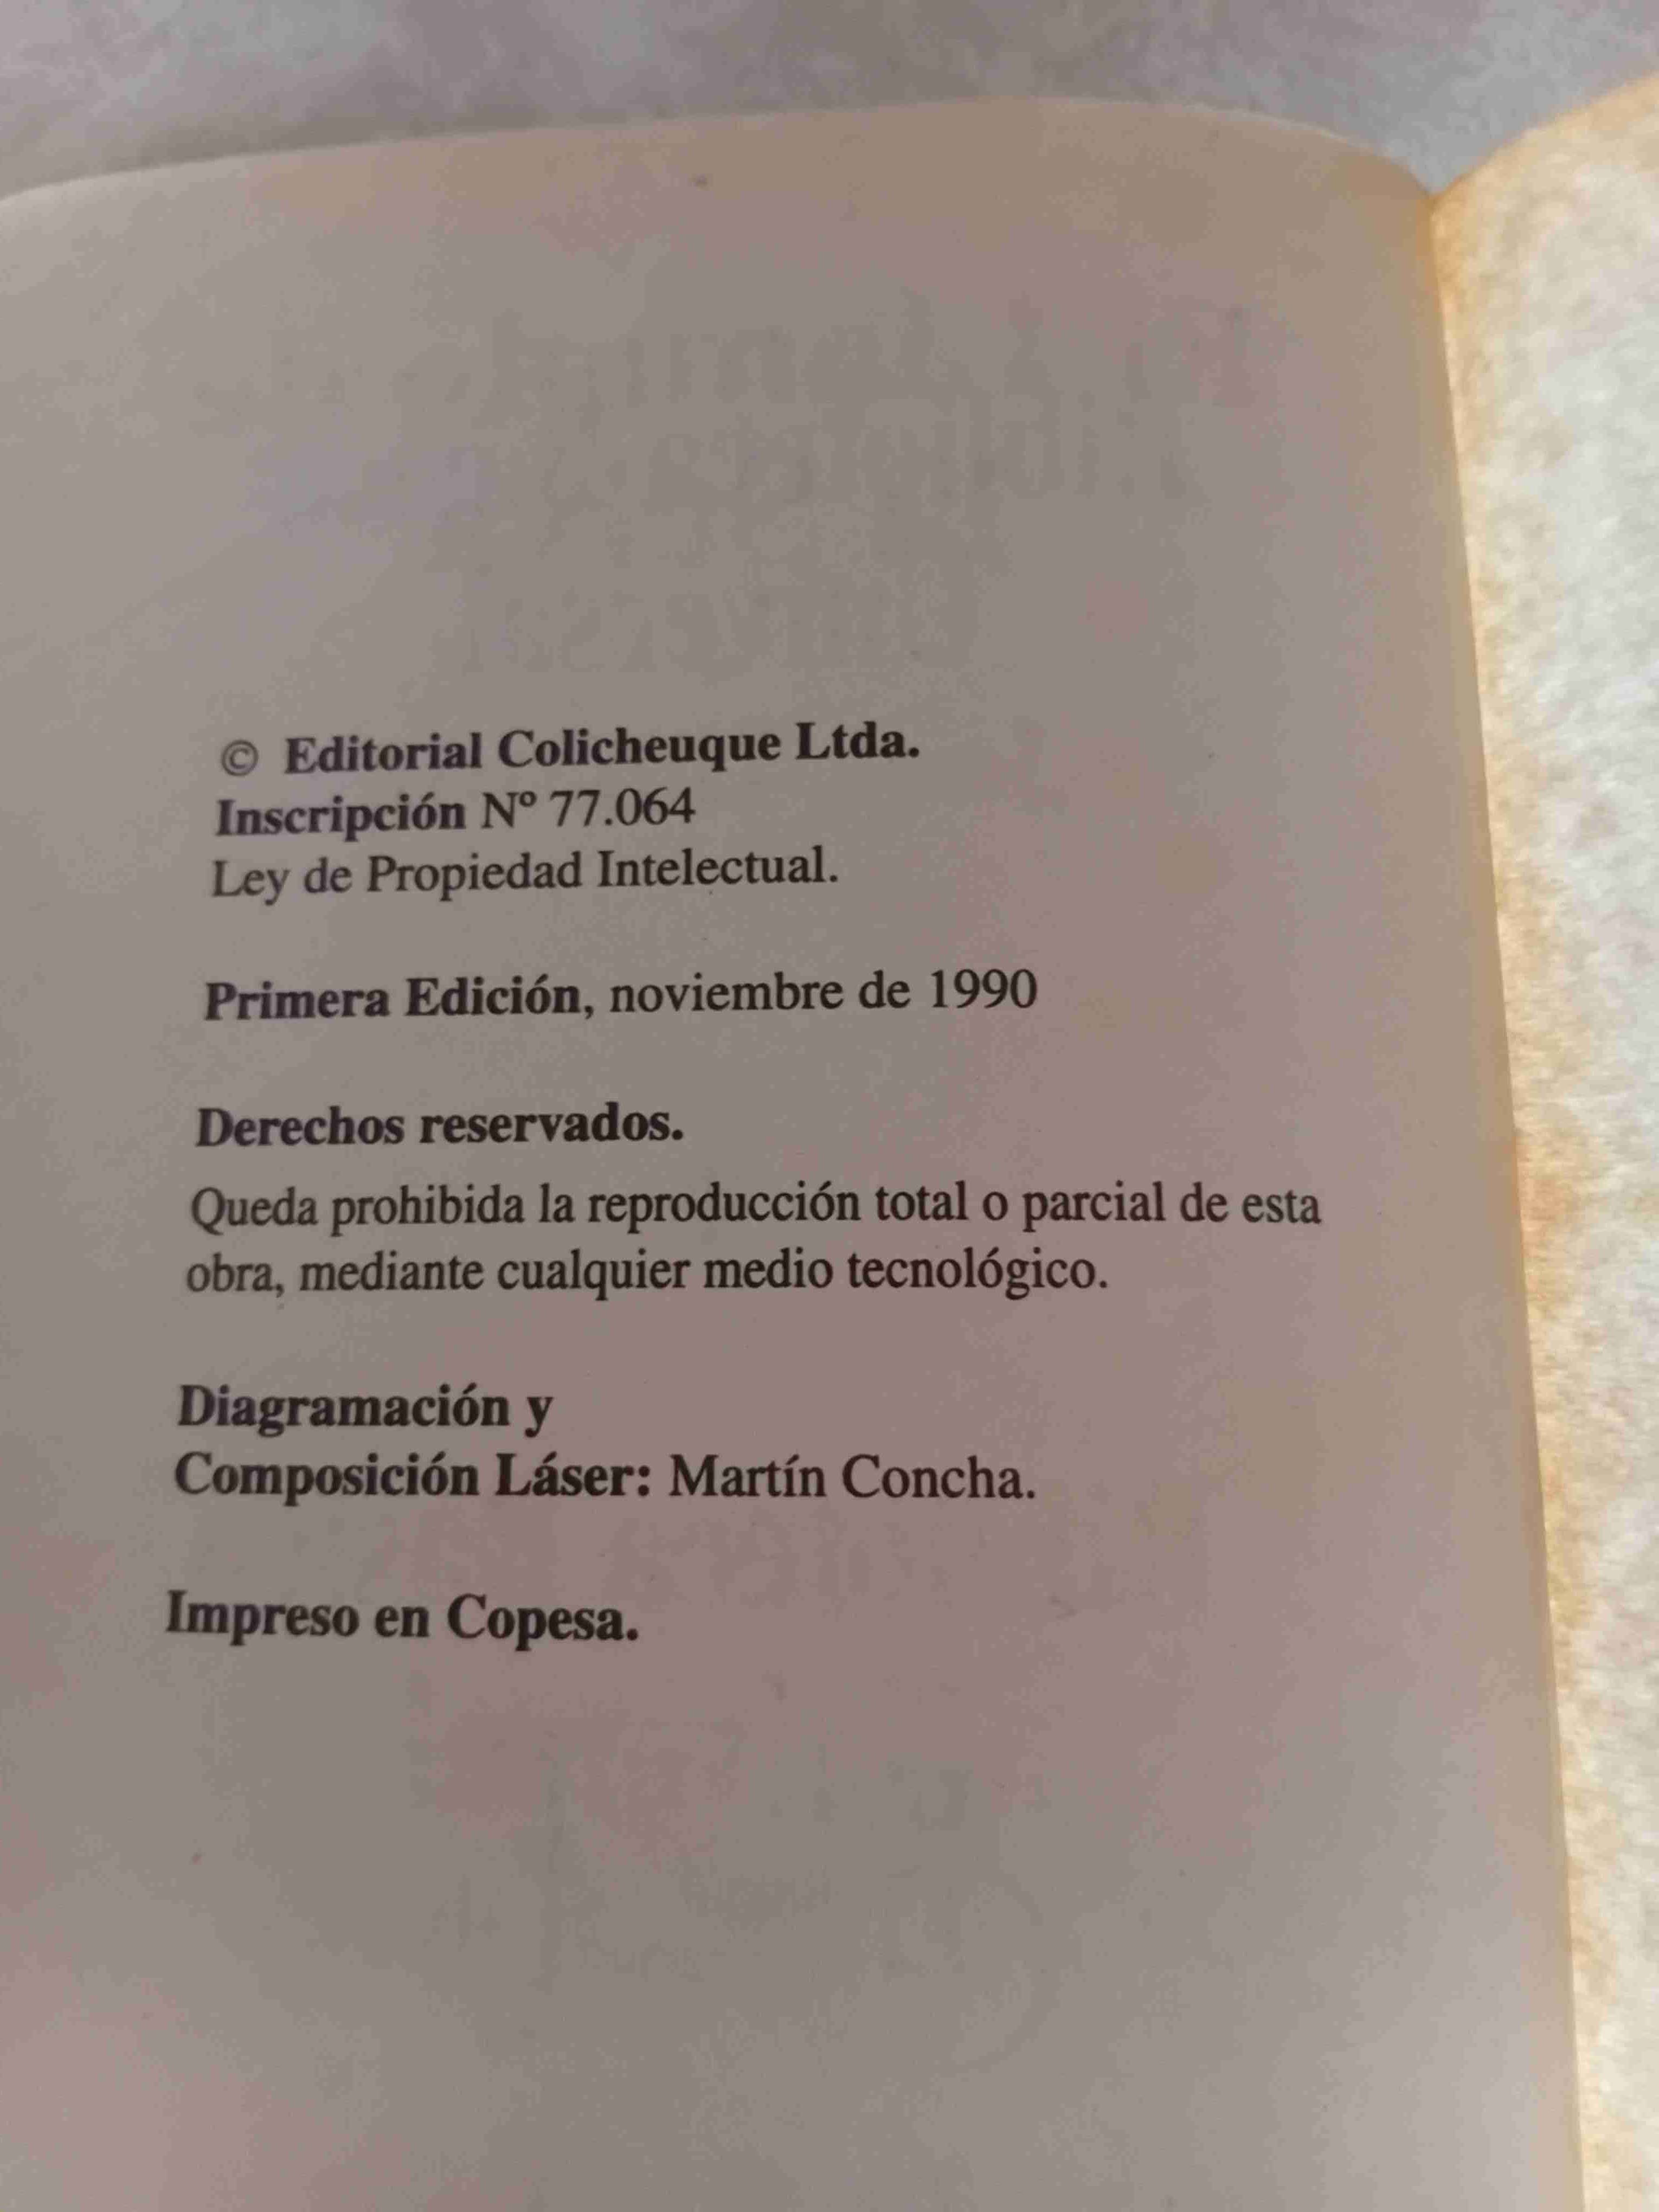 © Editorial Colicheuque Ltda.
Inscripción Nº 77.064
Ley de Propiedad Intelectual.
Primera Edición, noviembre de 1990
Derechos reservados.
Queda prohibida la reproducción total o parcial de esta
obra, mediante cualquier medio tecnológico.
Diagramación y
Composición Láser: Martín Concha.
Impreso en Copesa.